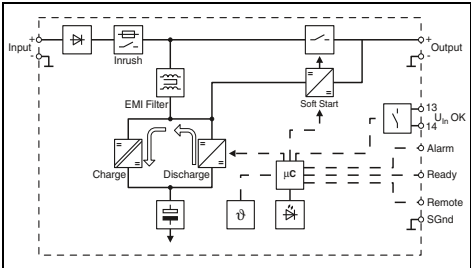 +
Input
-
Inrush
+
Output
-
EMI Filter
=
=
Soft Start
13
14
U_in OK
=
=
Charge
=
=
Discharge
µC
Alarm
Ready
Remote
SGnd
ϑ